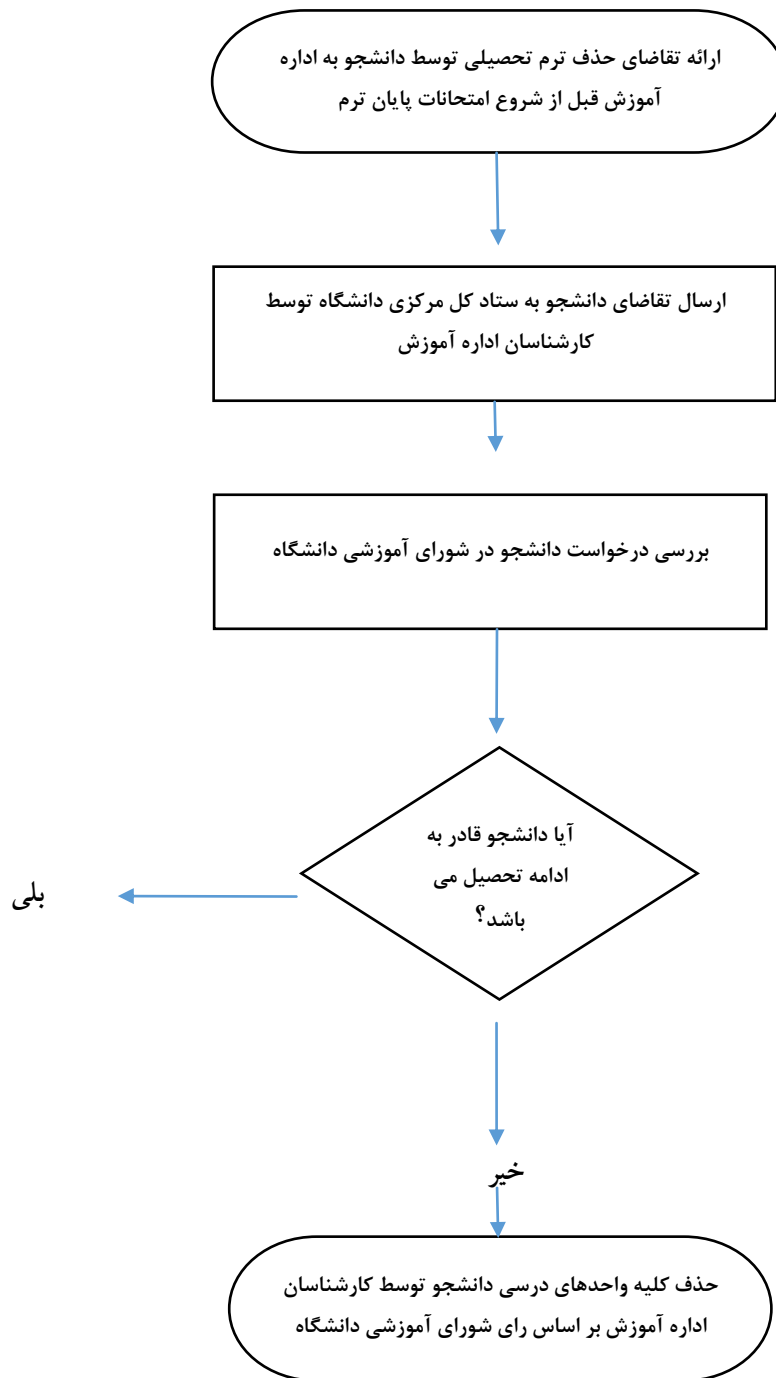 ارائه تقاضای حذف ترم تحصیلی توسط دانشجو به اداره
آموزش قبل از شروع امتحانات پایان ترم
ارسال تقاضای دانشجو به ستاد کل مرکزی دانشگاه توسط
کارشناسان اداره آموزش
بررسی درخواست دانشجو در شورای آموزشی دانشگاه
آیا دانشجو قادر به
ادامه تحصیل می
باشد؟
بلی
خیر
حذف کلیه واحدهای درسی دانشجو توسط کارشناسان
اداره آموزش بر اساس رای شورای آموزشی دانشگاه